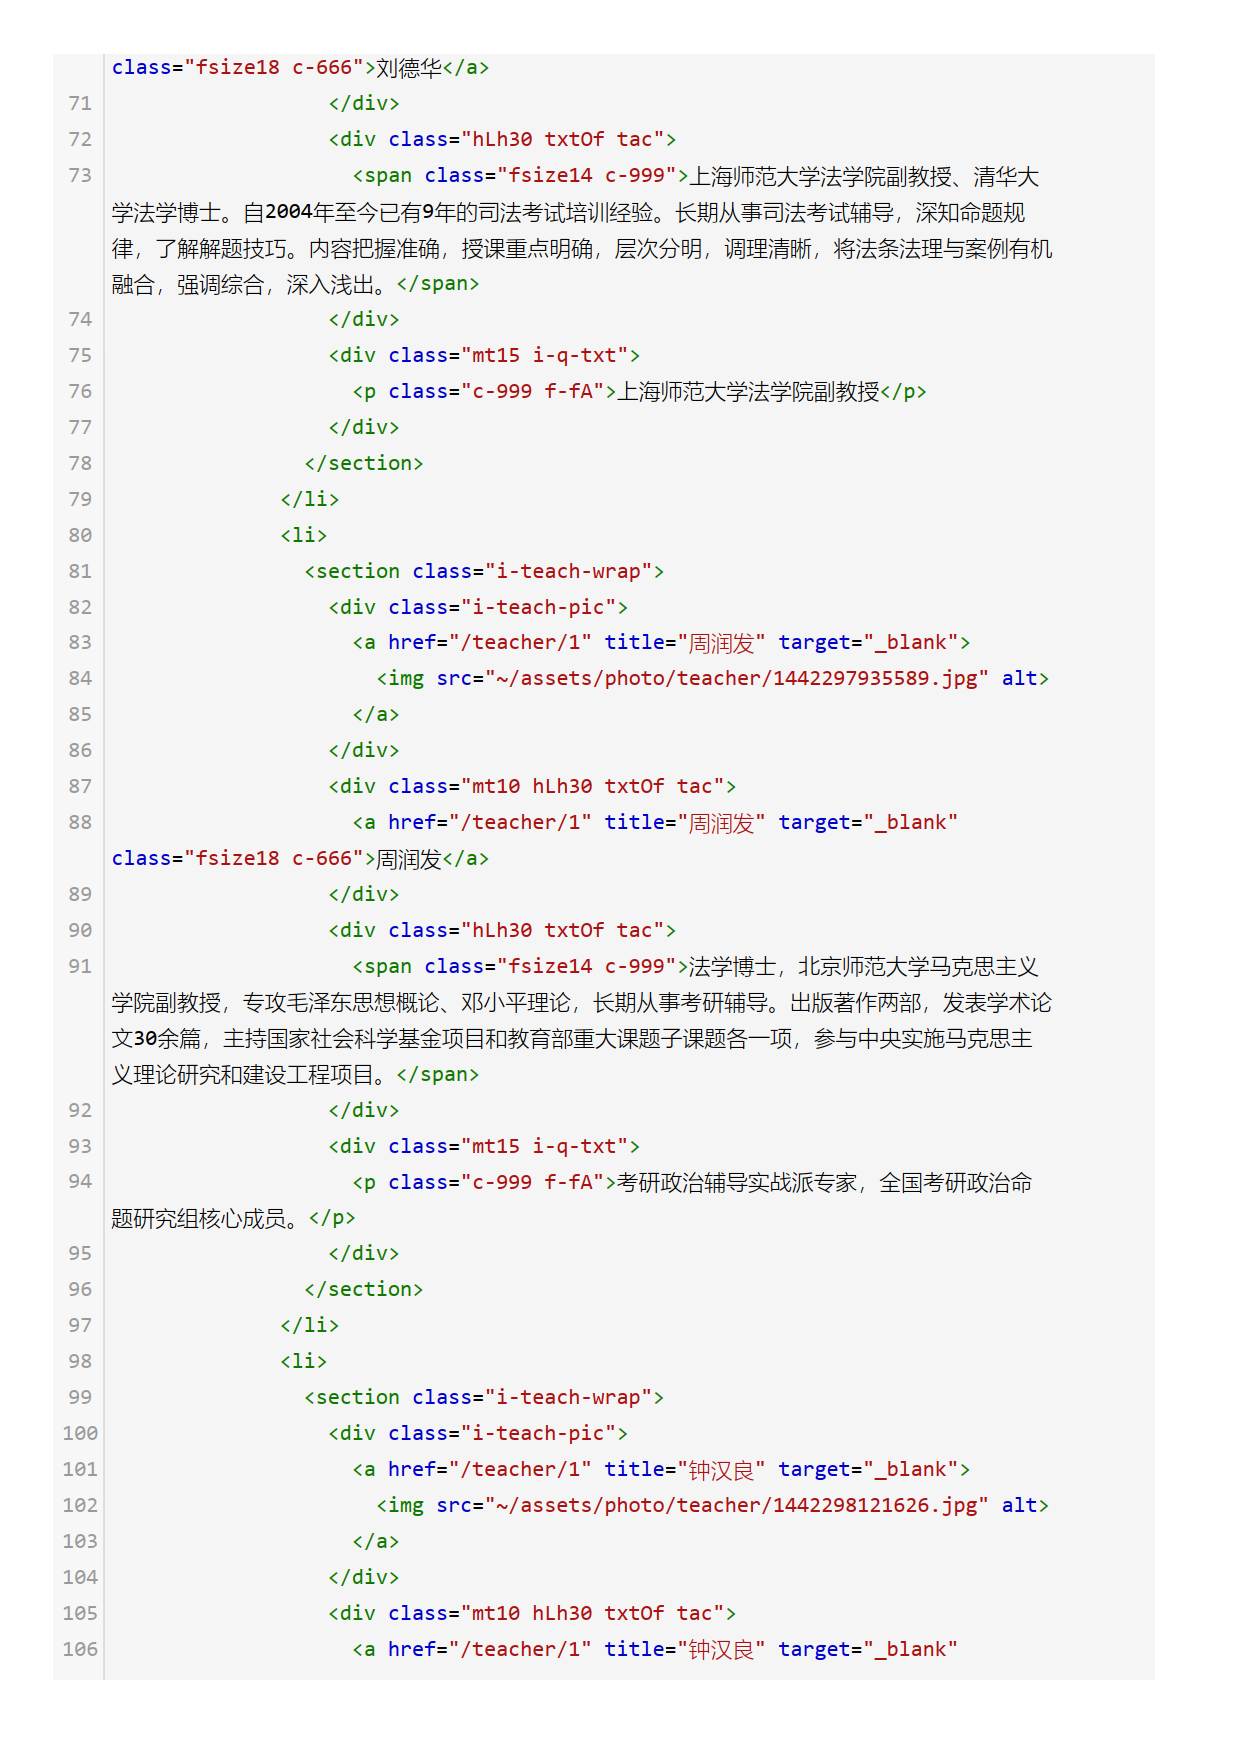 class="fsize18 c-666">刘德华</a>
71 </div>
72 <div class="hLh30 txtOf tac">
73 <span class="fsize14 c-999">上海师范大学法学院副教授、清华大
学法学博士。自2004年至今已有9年的司法考试培训经验。长期从事司法考试辅导，深知命题规
律，了解解题技巧。内容把握准确，授课重点明确，层次分明，调理清晰，将法条法理与案例有机
融合，强调综合，深入浅出。</span>
74 </div>
75 <div class="mt15 i-q-txt">
76 <p class="c-999 f-fA">上海师范大学法学院副教授</p>
77 </div>
78 </section>
79 </li>
80 <li>
81 <section class="i-teach-wrap">
82 <div class="i-teach-pic">
83 <a href="/teacher/1" title="周润发" target="_blank">
84 <img src="~/assets/photo/teacher/1442297935589.jpg" alt>
85 </a>
86 </div>
87 <div class="mt10 hLh30 txtOf tac">
88 <a href="/teacher/1" title="周润发" target="_blank"
class="fsize18 c-666">周润发</a>
89 </div>
90 <div class="hLh30 txtOf tac">
91 <span class="fsize14 c-999">法学博士，北京师范大学马克思主义
学院副教授，专攻毛泽东思想概论、邓小平理论，长期从事考研辅导。出版著作两部，发表学术论
文30余篇，主持国家社会科学基金项目和教育部重大课题子课题各一项，参与中央实施马克思主
义理论研究和建设工程项目。</span>
92 </div>
93 <div class="mt15 i-q-txt">
94 <p class="c-999 f-fA">考研政治辅导实战派专家，全国考研政治命
题研究组核心成员。</p>
95 </div>
96 </section>
97 </li>
98 <li>
99 <section class="i-teach-wrap">
100 <div class="i-teach-pic">
101 <a href="/teacher/1" title="钟汉良" target="_blank">
102 <img src="~/assets/photo/teacher/1442298121626.jpg" alt>
103 </a>
104 </div>
105 <div class="mt10 hLh30 txtOf tac">
106 <a href="/teacher/1" title="钟汉良" target="_blank"